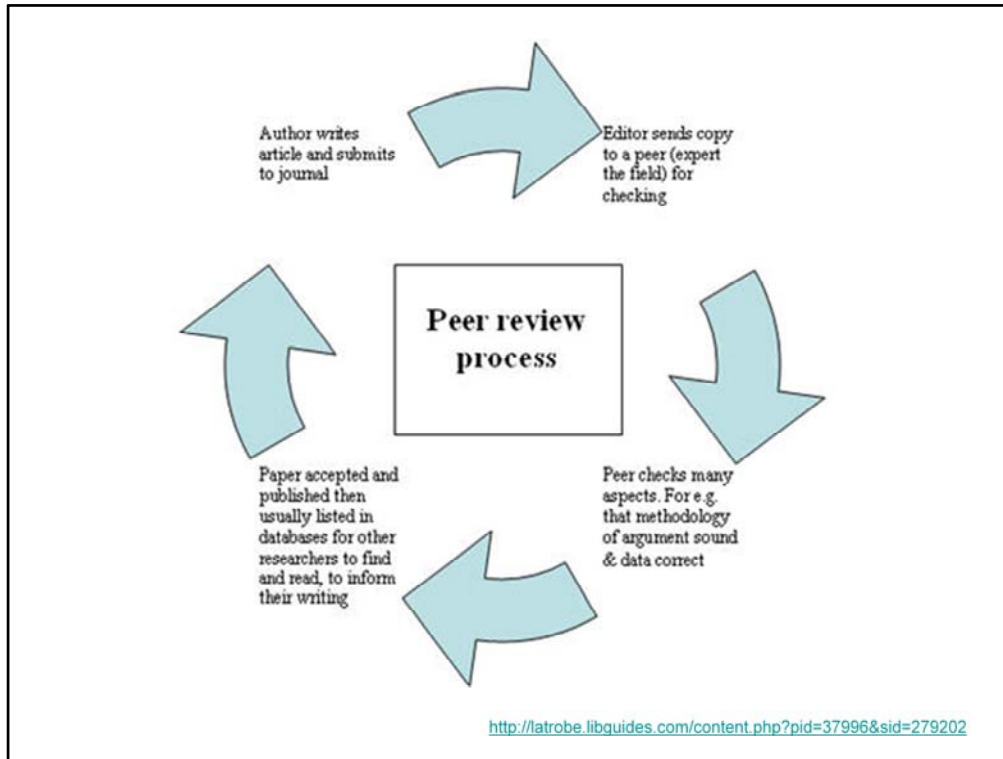 Author writes
article and submits
to journal
Editor sends copy
to a peer (expert
the field) for
checking
Peer review
process
Peer checks many
aspects. For e.g.
that methodology
of argument sound
& data correct
Paper accepted and
published then
usually listed in
databases for other
researchers to find
and read, to inform
their writing
http://latrobe.libguides.com/content.php?pid=37996&sid=279202